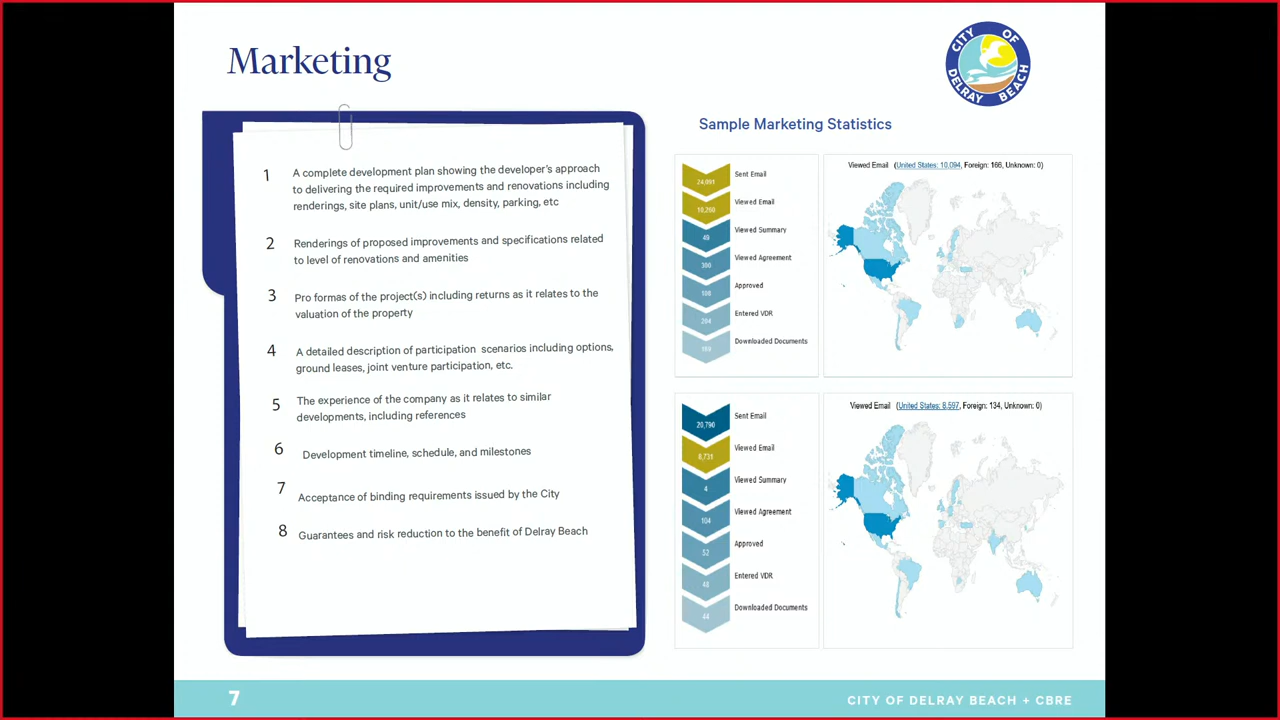 Marketing
CITY OF
DELRAY BEACH
1
A complete development plan showing the developer's approach
to delivering the required improvements and renovations including
renderings, site plans, unit/use mix, density, parking, etc
2
Renderings of proposed improvements and specifications related
to level of renovations and amenities
3
Pro formas of the project(s) including returns as it relates to the
valuation of the property
4
A detailed description of participation scenarios including options,
ground leases, joint venture participation, etc.
5
The experience of the company as it relates to similar
developments, including references
6
Development timeline, schedule, and milestones
7
Acceptance of binding requirements issued by the City
8
Guarantees and risk reduction to the benefit of Delray Beach
Sample Marketing Statistics
Sent Email
10,260 Viewed Email
Viewed Summary
Viewed Agreement
Approved
Entered VDR
Downloaded Documents
Viewed Email (United States: 10,094, Foreign: 166, Unknown: 0)
20,790 Sent Email
8,731 Viewed Email
4 Viewed Summary
104 Viewed Agreement
52 Approved
48 Entered VDR
44 Downloaded Documents
Viewed Email (United States: 8,597, Foreign: 134, Unknown: 0)
7
CITY OF DELRAY BEACH + CBRE